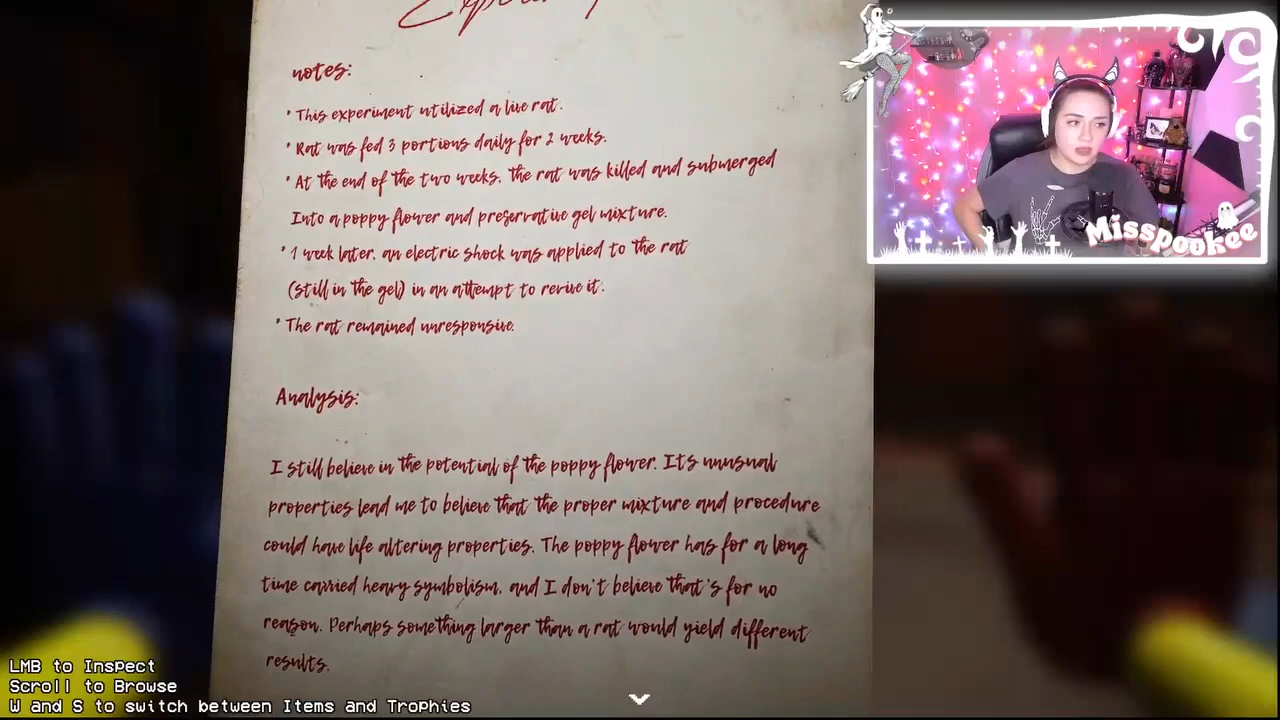 notes:
* This experiment utilized a live rat.
* Rat was fed 3 portions daily for 2 weeks.
* At the end of the two weeks, the rat was killed and submerged
Into a poppy flower and preservative gel mixture.
* 1 week later, an electric shock was applied to the rat
(still in the gel) in an attempt to revive it.
* The rat remained unresponsive.
Analysis:
I still believe in the potential of the poppy flower. Its unusual
properties lead me to believe that the proper mixture and procedure
could have life altering properties. The poppy flower has for a long
time carried heavy symbolism, and I don't believe that's for no
reason. Perhaps something larger than a rat would yield different
results.
Misspookee
LMB to Inspect
Scroll to Browse
W and S to switch between Items and Trophies